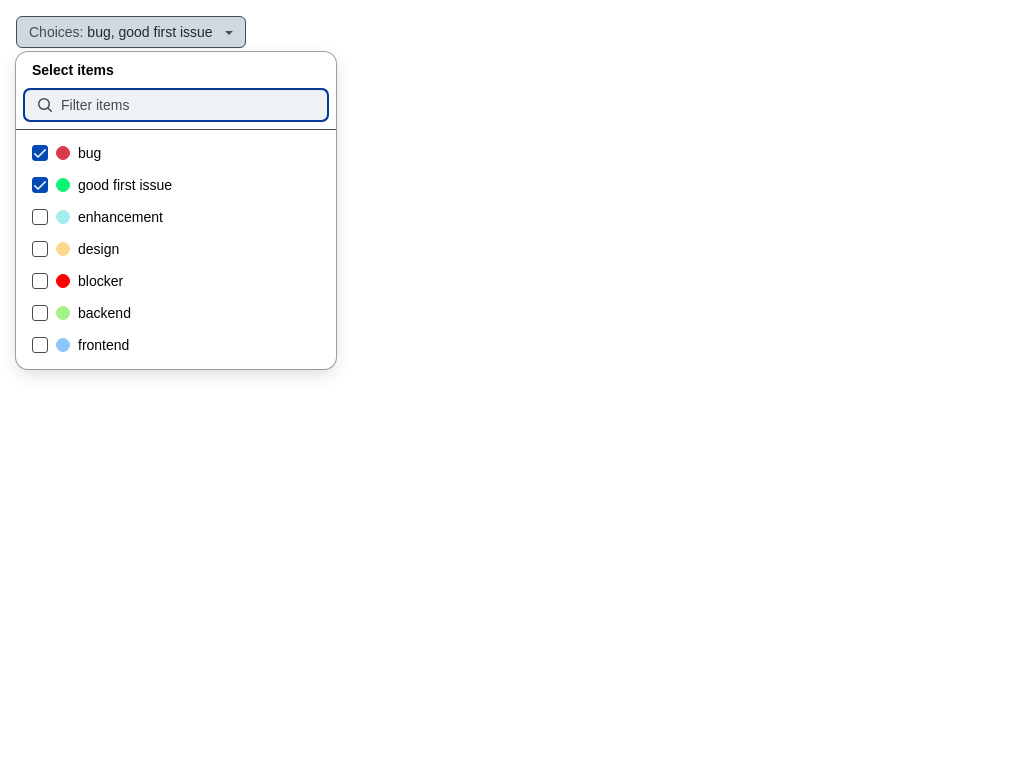 Choices: bug, good first issue
Select items
Filter items
bug
good first issue
enhancement
design
blocker
backend
frontend